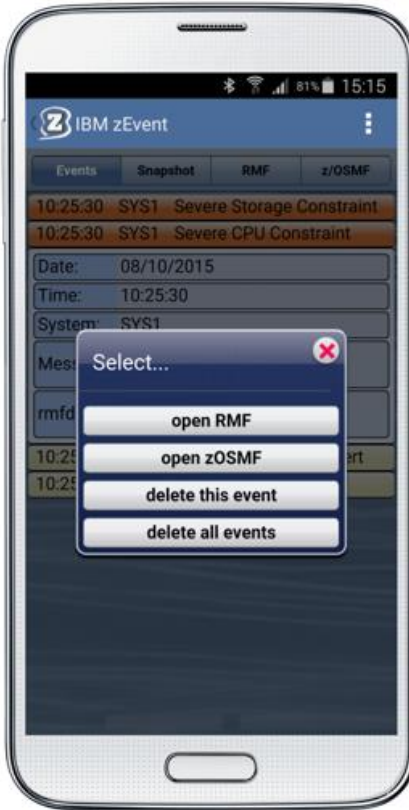 81% 15:15
Z IBM zEvent
Events Snapshot RMF z/OSMF
10:25:30 SYS1 Severe Storage Constraint
10:25:30 SYS1 Severe CPU Constraint
Date: 08/10/2015
Time: 10:25:30
System: SYS1
Select...
open RMF
open zOSMF
delete this event
delete all events